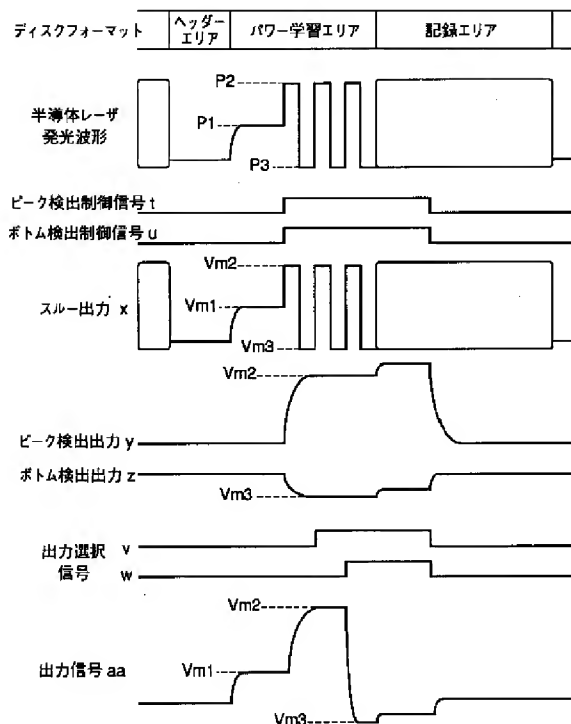 ディスクフォーマット
ヘッダー
エリア
パワー学習エリア
記録エリア
P2
半導体レーザ
発光波形
P1
P3
ピーク検出制御信号 t
ボトム検出制御信号 u
Vm2
スルー出力 x
Vm1
Vm3
Vm2
ピーク検出出力 y
ボトム検出出力 z
Vm3
出力選択
信号
v
w
Vm2
出力信号 aa
Vm1
Vm3